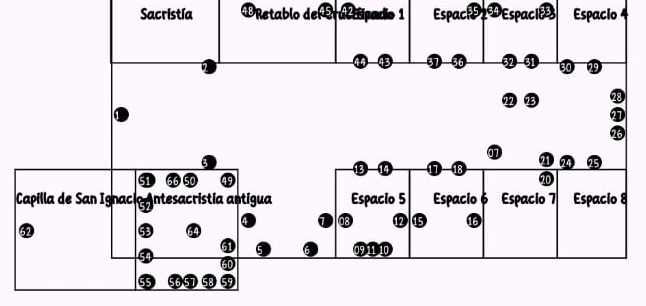 48 45 42 35 34 33
Sacristía Retablo del Crucificado Espacio 1 Espacio 2 Espacio 3 Espacio 4
2 44 43 37 36 32 31 30 29
22 23 28
1 27
26
07
3 13 14 17 18 21 24 25
51 66 50 49 20
Capilla de San Ignacio Antesacristía antigua Espacio 5 Espacio 6 Espacio 7 Espacio 8
52
4 7 08 12 15 16
62 53 64
61 5 6 09 11 10
54 60
55 56 57 58 59